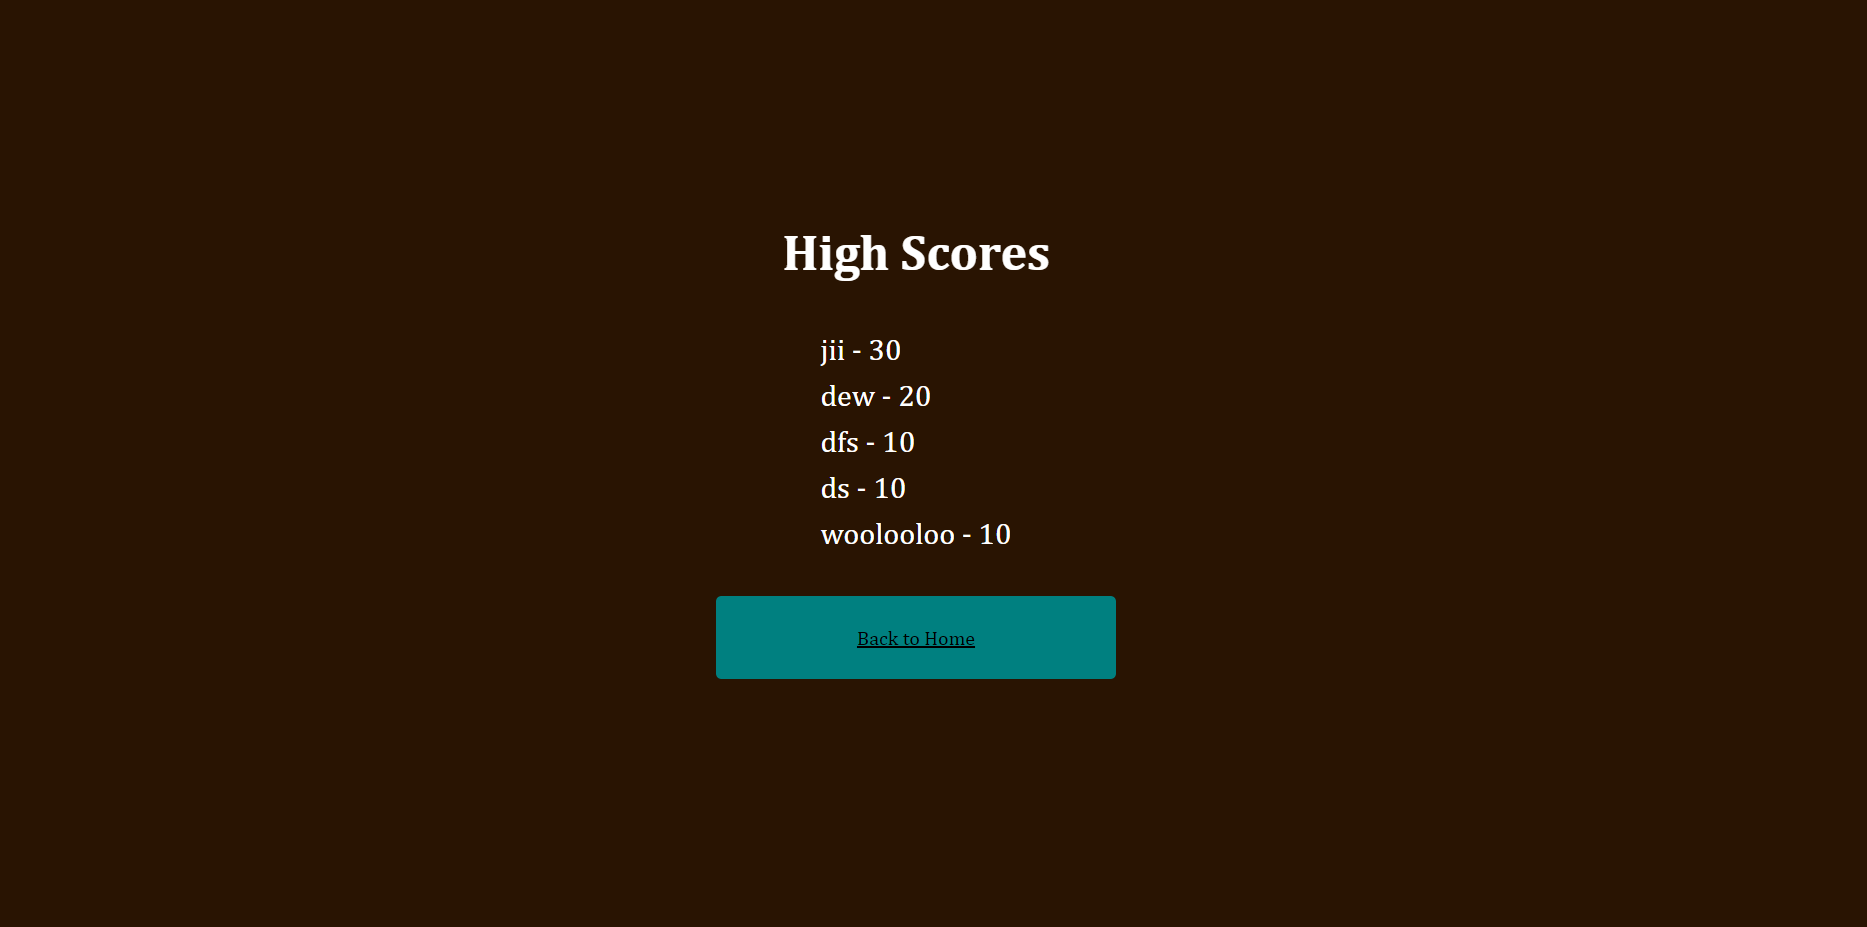 High Scores
jii - 30
dew - 20
dfs - 10
ds - 10
woolooloo - 10
Back to Home